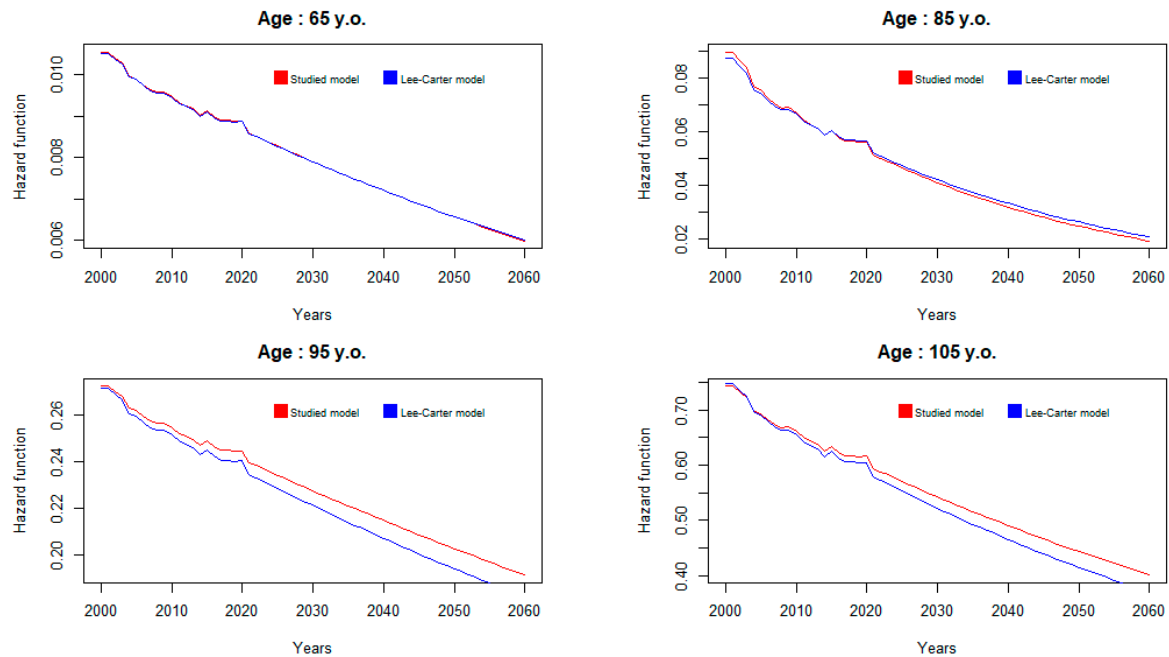 Age : 65 y.o.
Hazard function
0.010
0.008
0.006
Studied model
Lee-Carter model
2000 2010 2020 2030 2040 2050 2060
Years
Age : 85 y.o.
Hazard function
0.08
0.06
0.04
0.02
Studied model
Lee-Carter model
2000 2010 2020 2030 2040 2050 2060
Years
Age : 95 y.o.
Hazard function
0.26
0.24
0.22
0.20
Studied model
Lee-Carter model
2000 2010 2020 2030 2040 2050 2060
Years
Age : 105 y.o.
Hazard function
0.70
0.60
0.50
0.40
Studied model
Lee-Carter model
2000 2010 2020 2030 2040 2050 2060
Years